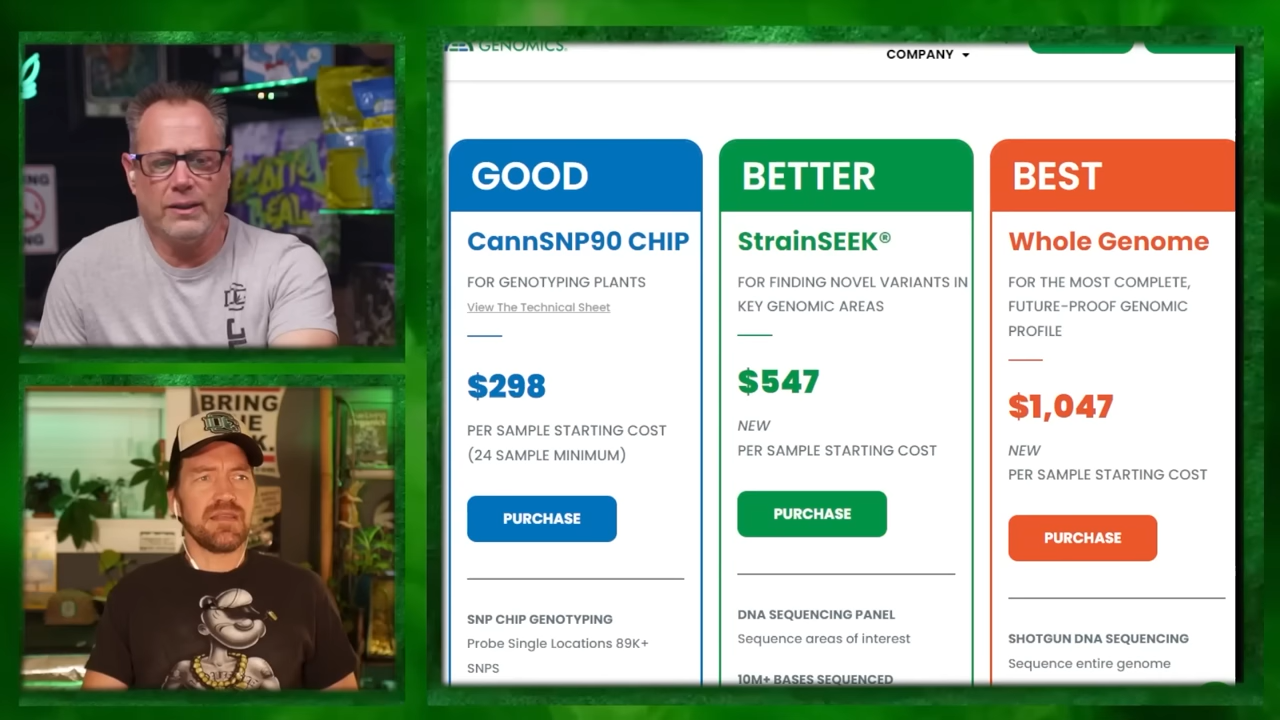 GENOMICS
COMPANY
GOOD
CannSNP90 CHIP
FOR GENOTYPING PLANTS
View The Technical Sheet
$298
PER SAMPLE STARTING COST
(24 SAMPLE MINIMUM)
PURCHASE
SNP CHIP GENOTYPING
Probe Single Locations 89K+
SNPS
BETTER
StrainSEEK®
FOR FINDING NOVEL VARIANTS IN
KEY GENOMIC AREAS
$547
NEW
PER SAMPLE STARTING COST
PURCHASE
DNA SEQUENCING PANEL
Sequence areas of interest
10M+ BASES SEQUENCED
BEST
Whole Genome
FOR THE MOST COMPLETE,
FUTURE-PROOF GENOMIC
PROFILE
$1,047
NEW
PER SAMPLE STARTING COST
PURCHASE
SHOTGUN DNA SEQUENCING
Sequence entire genome
BRING